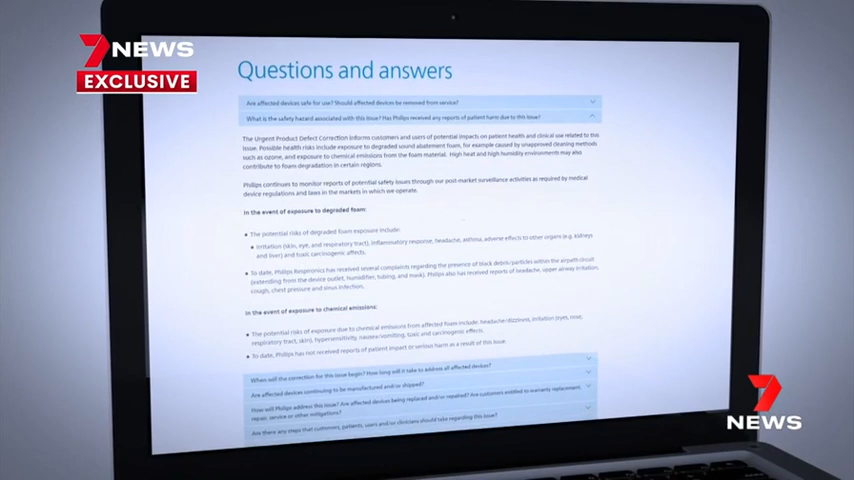 7NEWS
EXCLUSIVE
Questions and answers
Are affected devices safe for use? Should affected devices be removed from service?
What is the safety hazard associated with this issue? Has Philips received any reports of patient harm due to this issue?
The Urgent Product Defect Correction informs customers and users of potential impacts on patient health and clinical use related to this
issue. Possible health risks include exposure to degraded sound abatement foam, for example caused by unapproved cleaning methods
such as ozone, and exposure to chemical emissions from the foam material. High heat and high humidity environments may also
contribute to foam degradation in certain regions.
Philips continues to monitor reports of potential safety issues through our post-market surveillance activities as required by medical
device regulations and laws in the markets in which we operate.
In the event of exposure to degraded foam:
• The potential risks of degraded foam exposure include:
• Irritation (skin, eye, and respiratory tract), inflammatory response, headache, asthma, adverse effects to other organs (e.g. kidneys
and liver) and toxic carcinogenic affects.
• To date, Philips Respironics has received several complaints regarding the presence of black debris/particles within the airpath circuit
(extending from the device outlet, humidifier, tubing, and mask). Philips also has received reports of headache, upper airway irritation,
cough, chest pressure and sinus infection.
In the event of exposure to chemical emissions:
• The potential risks of exposure due to chemical emissions from affected foam include: headache/dizziness, irritation (eyes, nose,
respiratory tract, skin), hypersensitivity, nausea/vomiting, toxic and carcinogenic effects.
• To date, Philips has not received reports of patient impact or serious harm as a result of this issue.
When will the correction for this issue begin? How long will it take to address all affected devices?
Are affected devices continuing to be manufactured and/or shipped?
How will Philips address this issue? Are affected devices being replaced and/or repaired? Are customers entitled to warranty replacement,
repair, service or other mitigations?
Are there any steps that customers, patients, users and/or clinicians should take regarding this issue?
7
NEWS